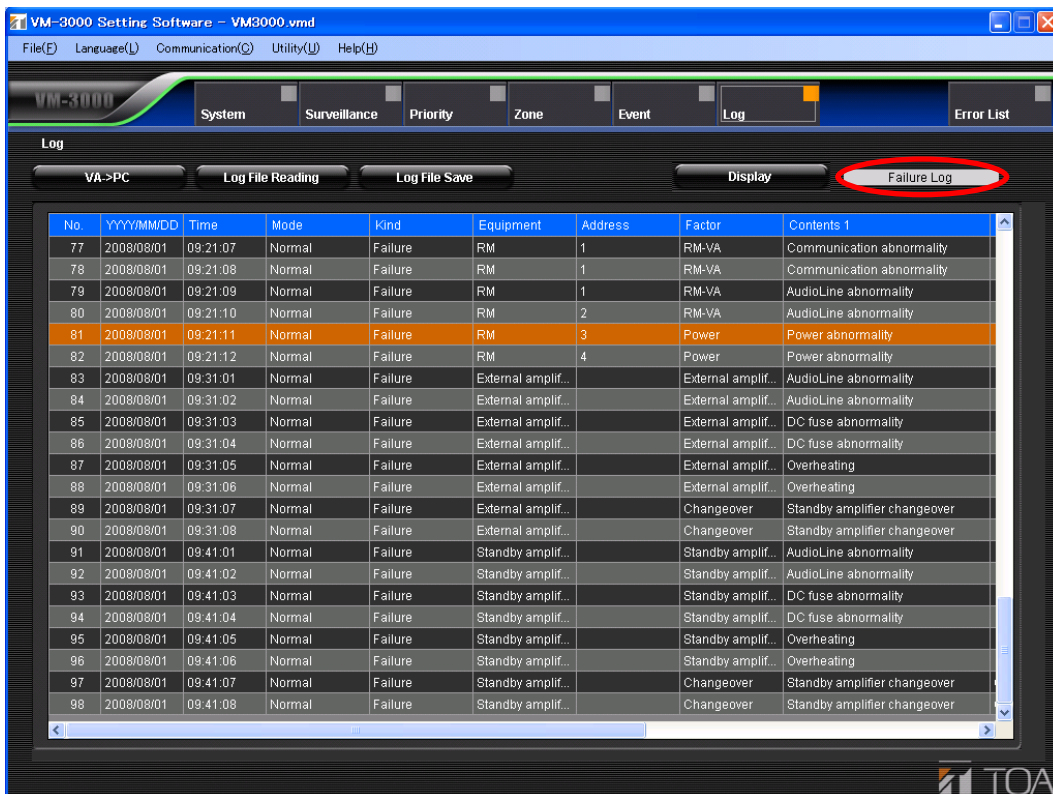 VM-3000 Setting Software - VM3000.vmd
File(F) Language(L) Communication(C) Utility(U) Help(H)
VM-3000 System Surveillance Priority Zone Event Log Error List
Log
VA->PC Log File Reading Log File Save Display Failure Log
No. YYYY/MM/DD Time Mode Kind Equipment Address Factor Contents 1
77 2008/08/01 09:21:07 Normal Failure RM 1 RM-VA Communication abnormality
78 2008/08/01 09:21:08 Normal Failure RM 1 RM-VA Communication abnormality
79 2008/08/01 09:21:09 Normal Failure RM 1 RM-VA AudioLine abnormality
80 2008/08/01 09:21:10 Normal Failure RM 2 RM-VA AudioLine abnormality
81 2008/08/01 09:21:11 Normal Failure RM 3 Power Power abnormality
82 2008/08/01 09:21:12 Normal Failure RM 4 Power Power abnormality
83 2008/08/01 09:31:01 Normal Failure External amplif... External amplif... AudioLine abnormality
84 2008/08/01 09:31:02 Normal Failure External amplif... External amplif... AudioLine abnormality
85 2008/08/01 09:31:03 Normal Failure External amplif... External amplif... DC fuse abnormality
86 2008/08/01 09:31:04 Normal Failure External amplif... External amplif... DC fuse abnormality
87 2008/08/01 09:31:05 Normal Failure External amplif... External amplif... Overheating
88 2008/08/01 09:31:06 Normal Failure External amplif... External amplif... Overheating
89 2008/08/01 09:31:07 Normal Failure External amplif... Changeover Standby amplifier changeover
90 2008/08/01 09:31:08 Normal Failure External amplif... Changeover Standby amplifier changeover
91 2008/08/01 09:41:01 Normal Failure Standby amplif... Standby amplif... AudioLine abnormality
92 2008/08/01 09:41:02 Normal Failure Standby amplif... Standby amplif... AudioLine abnormality
93 2008/08/01 09:41:03 Normal Failure Standby amplif... Standby amplif... DC fuse abnormality
94 2008/08/01 09:41:04 Normal Failure Standby amplif... Standby amplif... DC fuse abnormality
95 2008/08/01 09:41:05 Normal Failure Standby amplif... Standby amplif... Overheating
96 2008/08/01 09:41:06 Normal Failure Standby amplif... Standby amplif... Overheating
97 2008/08/01 09:41:07 Normal Failure Standby amplif... Changeover Standby amplifier changeover
98 2008/08/01 09:41:08 Normal Failure Standby amplif... Changeover Standby amplifier changeover
TOA